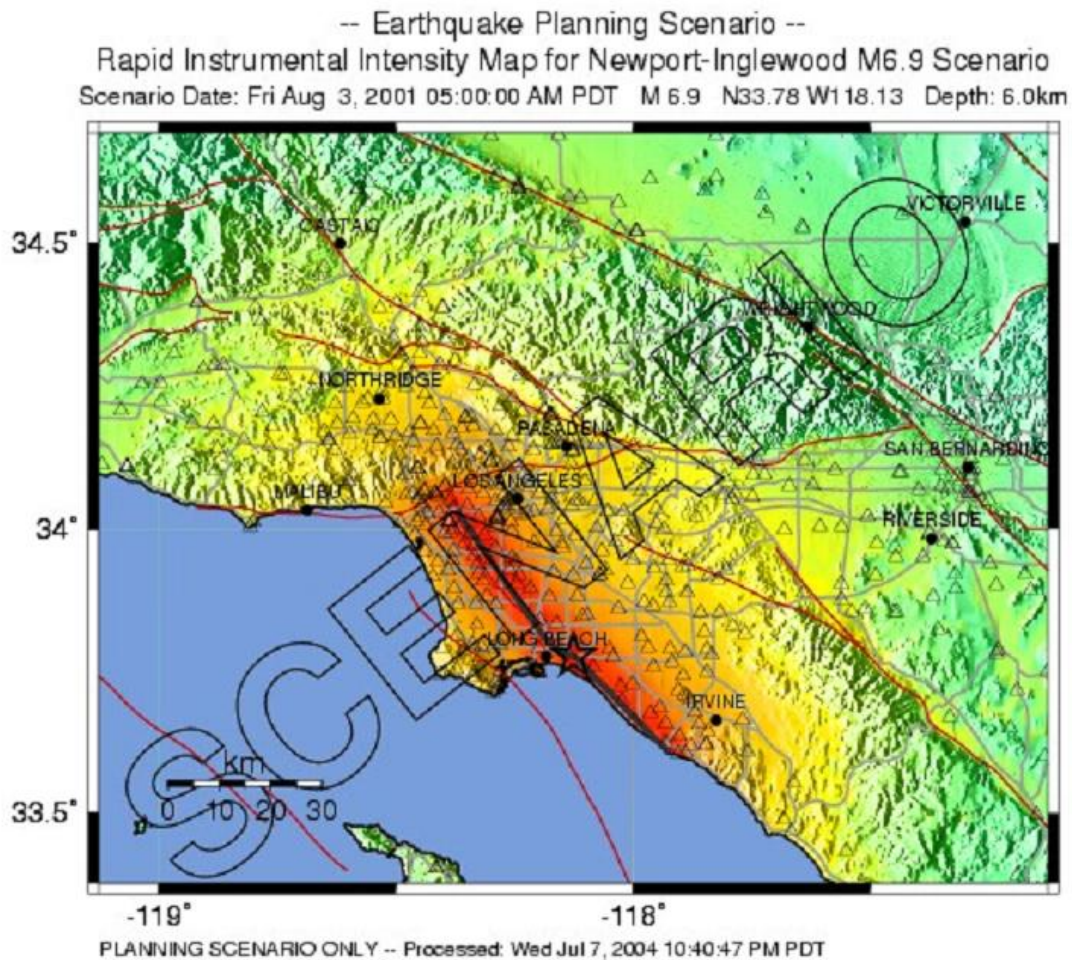 -- Earthquake Planning Scenario --
Rapid Instrumental Intensity Map for Newport-Inglewood M6.9 Scenario
Scenario Date: Fri Aug 3, 2001 05:00:00 AM PDT M 6.9 N33.78 W118.13 Depth: 6.0km
VICTORVILLE
CASTAIC
34.5°
WRIGHTWOOD
NORTHRIDGE
PASADENA
SAN BERNARDINO
LOS ANGELES
MALIBU
RIVERSIDE
34°
LONG BEACH
IRVINE
SCENARIO
km
0 10 20 30
33.5°
-119° -118°
PLANNING SCENARIO ONLY -- Processed: Wed Jul 7, 2004 10:40:47 PM PDT